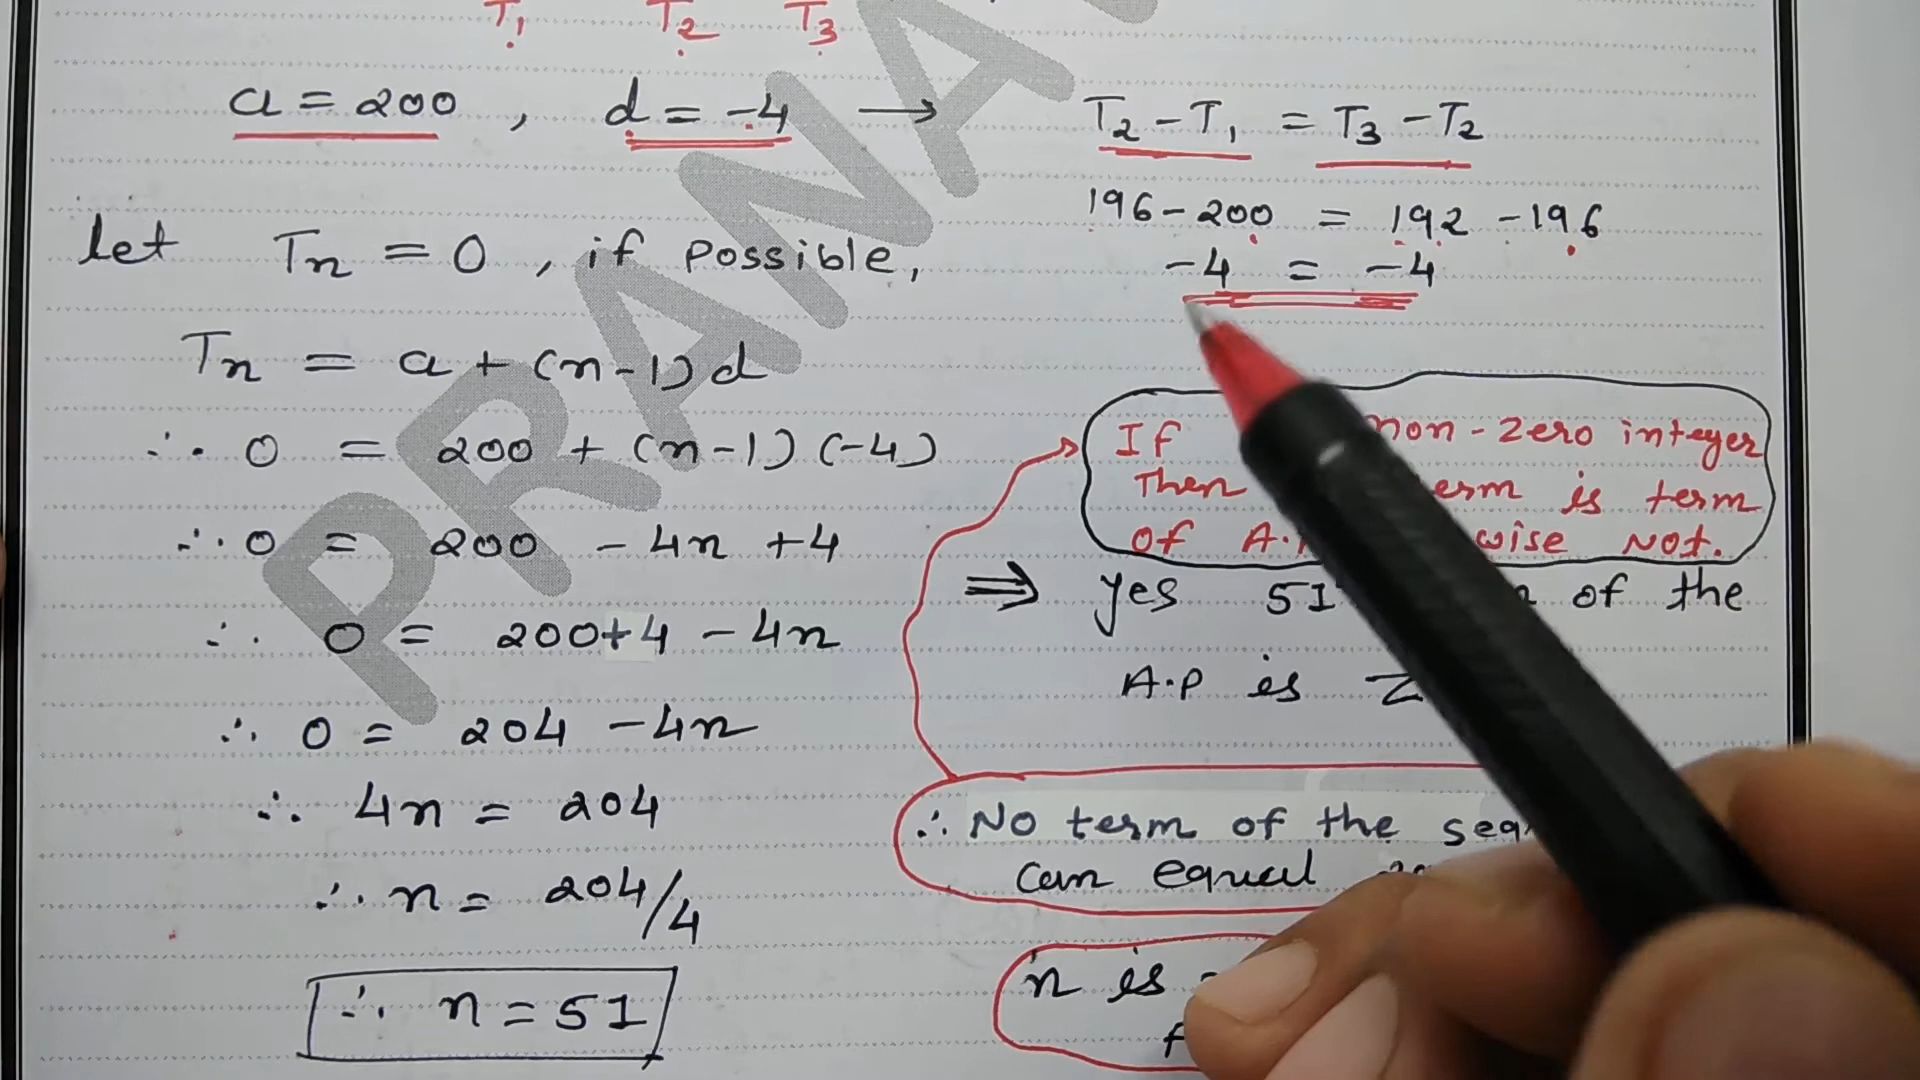 T₁ T₂ T₃
a = 200 , d = -4 → T₂ - T₁ = T₃ - T₂
196 - 200 = 192 - 196
-4 = -4
let Tn = 0 , if possible,
Tn = a + (n-1) d
∴ 0 = 200 + (n-1) (-4)
∴ 0 = 200 - 4n + 4
∴ 0 = 200+4 - 4n
∴ 0 = 204 - 4n
∴ 4n = 204
∴ n = 204/4
∴ n = 51
If non-zero integer
Then term is term
of A.P wise Not.
⇒ yes 51 of the
A.P is
∴ No term of the
can equal
n is
PRANA